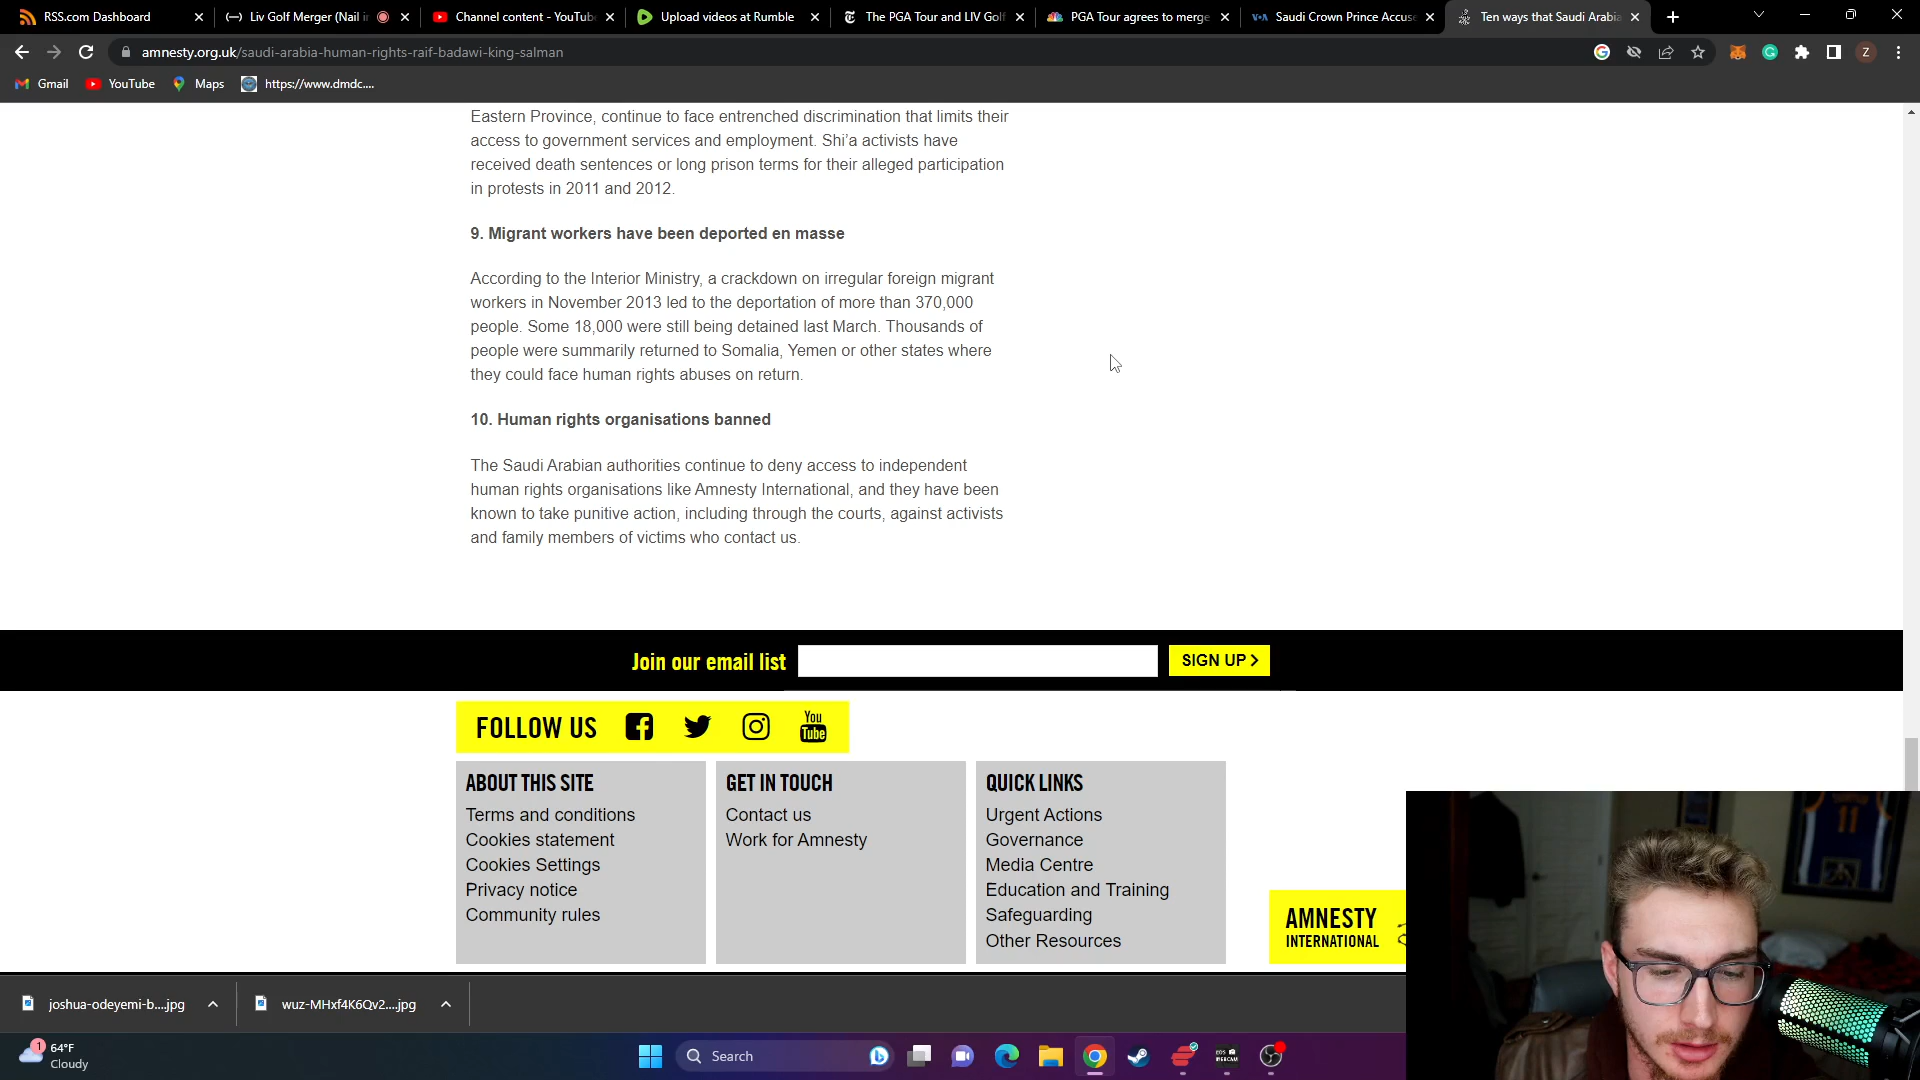 RSS.com Dashboard
Liv Golf Merger (Nail i
Channel content - YouTub
Upload videos at Rumble
The PGA Tour and LIV Golf
PGA Tour agrees to merge
Saudi Crown Prince Accuse
Ten ways that Saudi Arabia
amnesty.org.uk/saudi-arabia-human-rights-raif-badawi-king-salman
Z
Gmail
YouTube
Maps
https://www.dmdc....
Eastern Province, continue to face entrenched discrimination that limits their
access to government services and employment. Shi'a activists have
received death sentences or long prison terms for their alleged participation
in protests in 2011 and 2012.
9. Migrant workers have been deported en masse
According to the Interior Ministry, a crackdown on irregular foreign migrant
workers in November 2013 led to the deportation of more than 370,000
people. Some 18,000 were still being detained last March. Thousands of
people were summarily returned to Somalia, Yemen or other states where
they could face human rights abuses on return.
10. Human rights organisations banned
The Saudi Arabian authorities continue to deny access to independent
human rights organisations like Amnesty International, and they have been
known to take punitive action, including through the courts, against activists
and family members of victims who contact us.
Join our email list
SIGN UP >
FOLLOW US
You
Tube
ABOUT THIS SITE
Terms and conditions
Cookies statement
Cookies Settings
Privacy notice
Community rules
GET IN TOUCH
Contact us
Work for Amnesty
QUICK LINKS
Urgent Actions
Governance
Media Centre
Education and Training
Safeguarding
Other Resources
AMNESTY
INTERNATIONAL
11
joshua-odeyemi-b....jpg
wuz-MHxf4K6Qv2....jpg
1
64°F
Cloudy
Search
EOS
WEBCAM